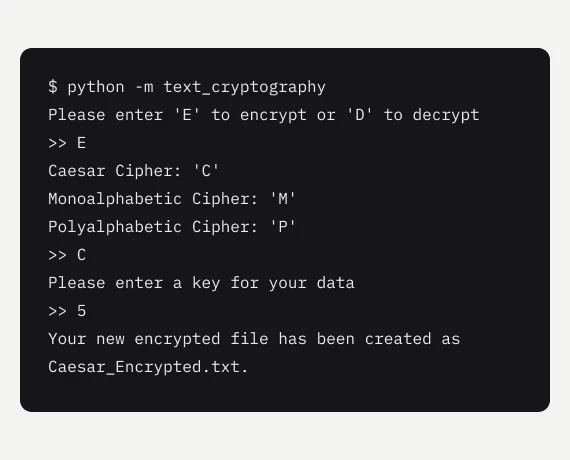 $ python -m text_cryptography
Please enter 'E' to encrypt or 'D' to decrypt
>> E
Caesar Cipher: 'C'
Monoalphabetic Cipher: 'M'
Polyalphabetic Cipher: 'P'
>> C
Please enter a key for your data
>> 5
Your new encrypted file has been created as
Caesar_Encrypted.txt.